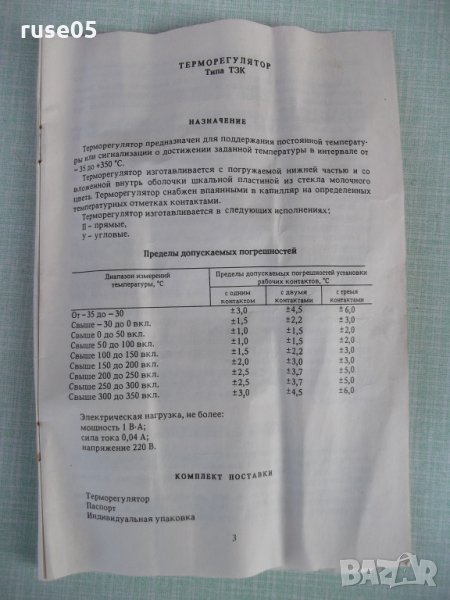 ruse05
ТЕРМОРЕГУЛЯТОР
Типа ТЗК
НАЗНАЧЕНИЕ
Терморегулятор предназначен для поддержания постоянной температу-
ры или сигнализации о достижении заданной температуры в интервале от
−35 до +350 °С.
Терморегулятор изготавливается с погружаемой нижней частью и со
вложенной внутрь оболочки шкальной пластиной из стекла молочного
цвета. Терморегулятор снабжен впаянными в капилляр на определенных
температурных отметках контактами.
Терморегулятор изготавливается в следующих исполнениях:
П – прямые,
У – угловые.
Пределы допускаемых погрешностей
Диапазон измерений температуры, °С
Пределы допускаемых погрешностей установки
рабочих контактов, °С
с одним контактом с двумя контактами с тремя контактами
От −35 до −30 ±3,0 ±4,5 ±6,0
Свыше −30 до 0 вкл. ±1,5 ±2,2 ±3,0
Свыше 0 до 50 вкл. ±1,0 ±1,5 ±2,0
Свыше 50 до 100 вкл. ±1,0 ±1,5 ±2,0
Свыше 100 до 150 вкл. ±1,5 ±2,2 ±3,0
Свыше 150 до 200 вкл. ±2,0 ±3,0 ±3,0
Свыше 200 до 250 вкл. ±2,5 ±3,7 ±5,0
Свыше 250 до 300 вкл. ±2,5 ±3,7 ±5,0
Свыше 300 до 350 вкл. ±3,0 ±4,5 ±6,0
Электрическая нагрузка, не более:
мощность 1 В·А;
сила тока 0,04 А;
напряжение 220 В.
КОМПЛЕКТ ПОСТАВКИ
Терморегулятор
Паспорт
Индивидуальная упаковка
3
BAZAR